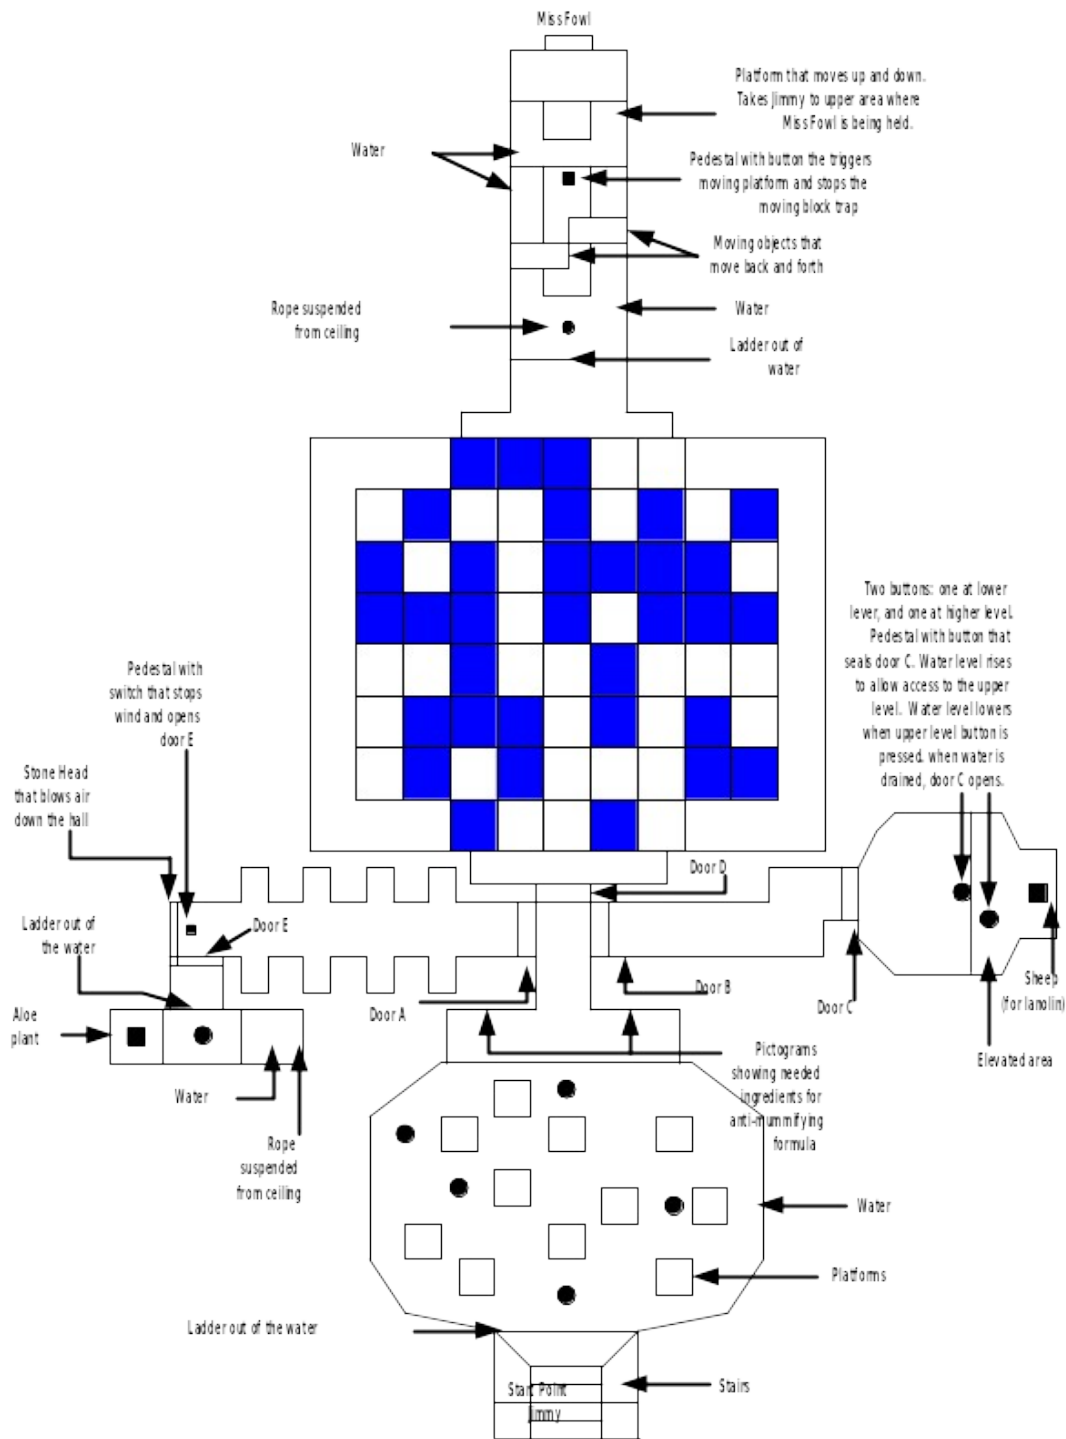 Miss Fowl
Platform that moves up and down.
Takes Jimmy to upper area where
Miss Fowl is being held.
Water
Pedestal with button the triggers
moving platform and stops the
moving block trap
Moving objects that
move back and forth
Rope suspended
from ceiling
Water
Ladder out of
water
Two buttons: one at lower
lever, and one at higher level.
Pedestal with button that
seals door C. Water level rises
to allow access to the upper
level. Water level lowers
when upper level button is
pressed. when water is
drained, door C opens.
Pedestal with
switch that stops
wind and opens
door E
Stone Head
that blows air
down the hall
Door D
Ladder out of
the water
Door E
Aloe
plant
Door A
Door B
Door C
Sheep
(for lanolin)
Elevated area
Water
Rope
suspended
from ceiling
Pictograms
showing needed
ingredients for
anti-mummifying
formula
Water
Platforms
Ladder out of the water
Start Point
Jimmy
Stairs